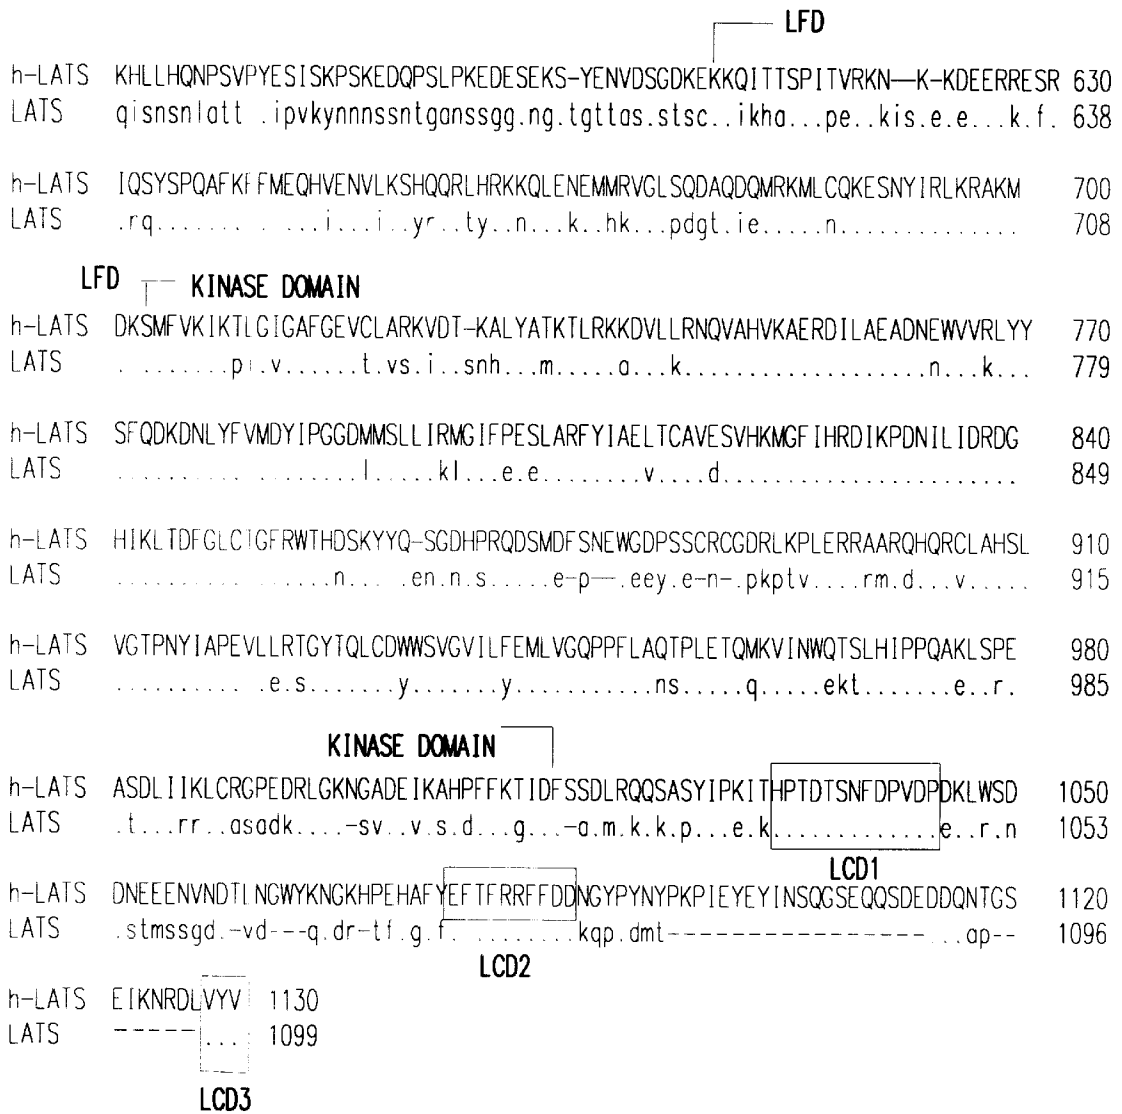 LFD
h-LATS KHLLHQNPSVPYESISKPSKEDQPSLPKEDESEKS-YENVDSGDKEKKQITTSPITVRKN—K-KDEERRESR 630
LATS qisnsnlatt .ipvkynnnssntganssgg.ng.tgttas.stsc..ikha...pe..kis.e.e...k.f. 638
h-LATS IQSYSPQAFKFFMEQHVENVLKSHQQRLHRKKQLENEMMRVGLSQDAQDQMRKMLCQKESNYIRLKRAKM 700
LATS .rq....... .....i...i..yr..ty..n...k..hk...pdgt.ie.....n.............. 708
LFD KINASE DOMAIN
h-LATS DKSMFVKIKTLGIGAFGEVCLARKVDT-KALYATKTLRKKDVLLRNQVAHVKAERDILAEADNEWVVRLYY 770
LATS . .......pi.v......t.vs.i..snh...m.....a...k.................n...k... 779
h-LATS SFQDKDNLYFVMDYIPGGDMMSLLIRMGIFPESLARFYIAELTCAVESVHKMGFIHRDIKPDNILIDRDG 840
LATS .......... ...........l.....kl...e.e........v....d..................... 849
h-LATS HIKLTDFGLCTGFRWTHDSKYYQ-SGDHPRQDSMDFSNEWGDPSSCRCGDRLKPLERRAARQHQRCLAHSL 910
LATS .......... ......n.....en.n.s.....e-p—.eey.e-n-.pkptv....rm.d...v..... 915
h-LATS VGTPNYIAPEVLLRTGYTQLCDWWSVGVILFEMLVGQPPFLAQTPLETQMKVINWQTSLHIPPQAKLSPE 980
LATS .......... ....e.s........y........y.............ns.....q.....ekt.......e..r. 985
KINASE DOMAIN
h-LATS ASDLIIKLCRGPEDRLGKNGADEIKAHPFFKTIDFSSDLRQQSASYIPKITHPTDTSNFDPVDPDKLWSD 1050
LATS .t...rr..asadk....-sv..v.s.d...g...-a.m.k.k.p...e.k.............e..r.n 1053
LCD1
h-LATS DNEEENVNDTLNGWYKNGKHPEHAFYEFTFRRFFDDNGYPYNYPKPIEYEYINSQGSEQQSDEDDQNTGS 1120
LATS .stmssgd.-vd---q.dr-tf.g.f. ........kqp.dmt------------------...ap-- 1096
LCD2
h-LATS EIKNRDLVYV 1130
LATS -----... 1099
LCD3